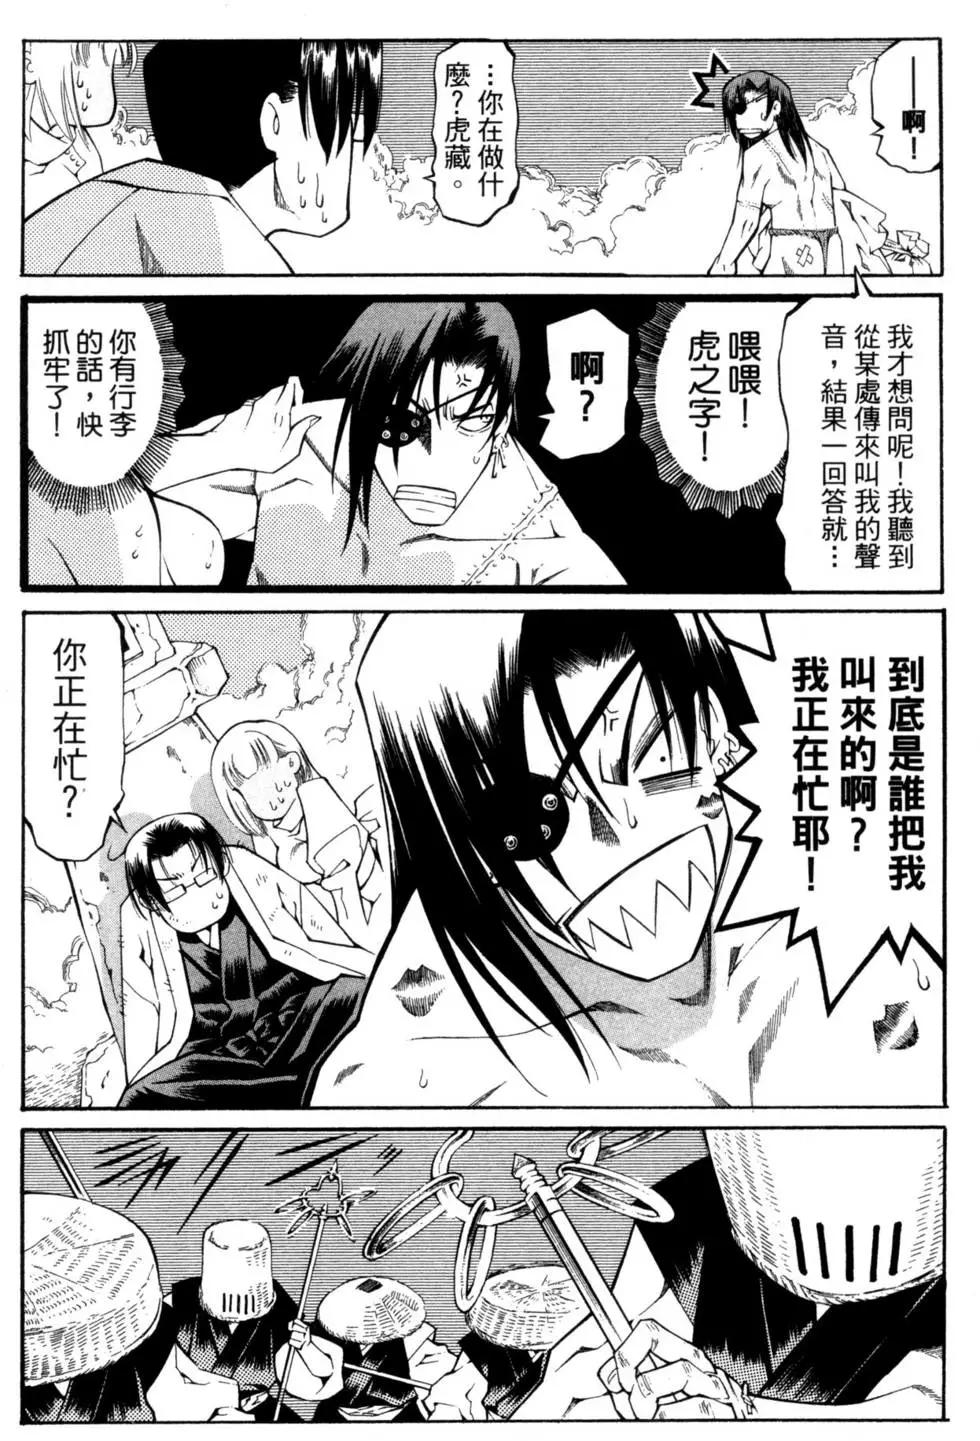 ——啊！
…你在做什
麼？虎藏。
我才想問呢！我聽到
從某處傳來叫我的聲
音，結果一回答就…
喂喂！
虎之字！
啊？
你有行李
的話，快
抓牢了！
到底是誰把我
叫來的啊？
我正在忙耶！
你正在忙？